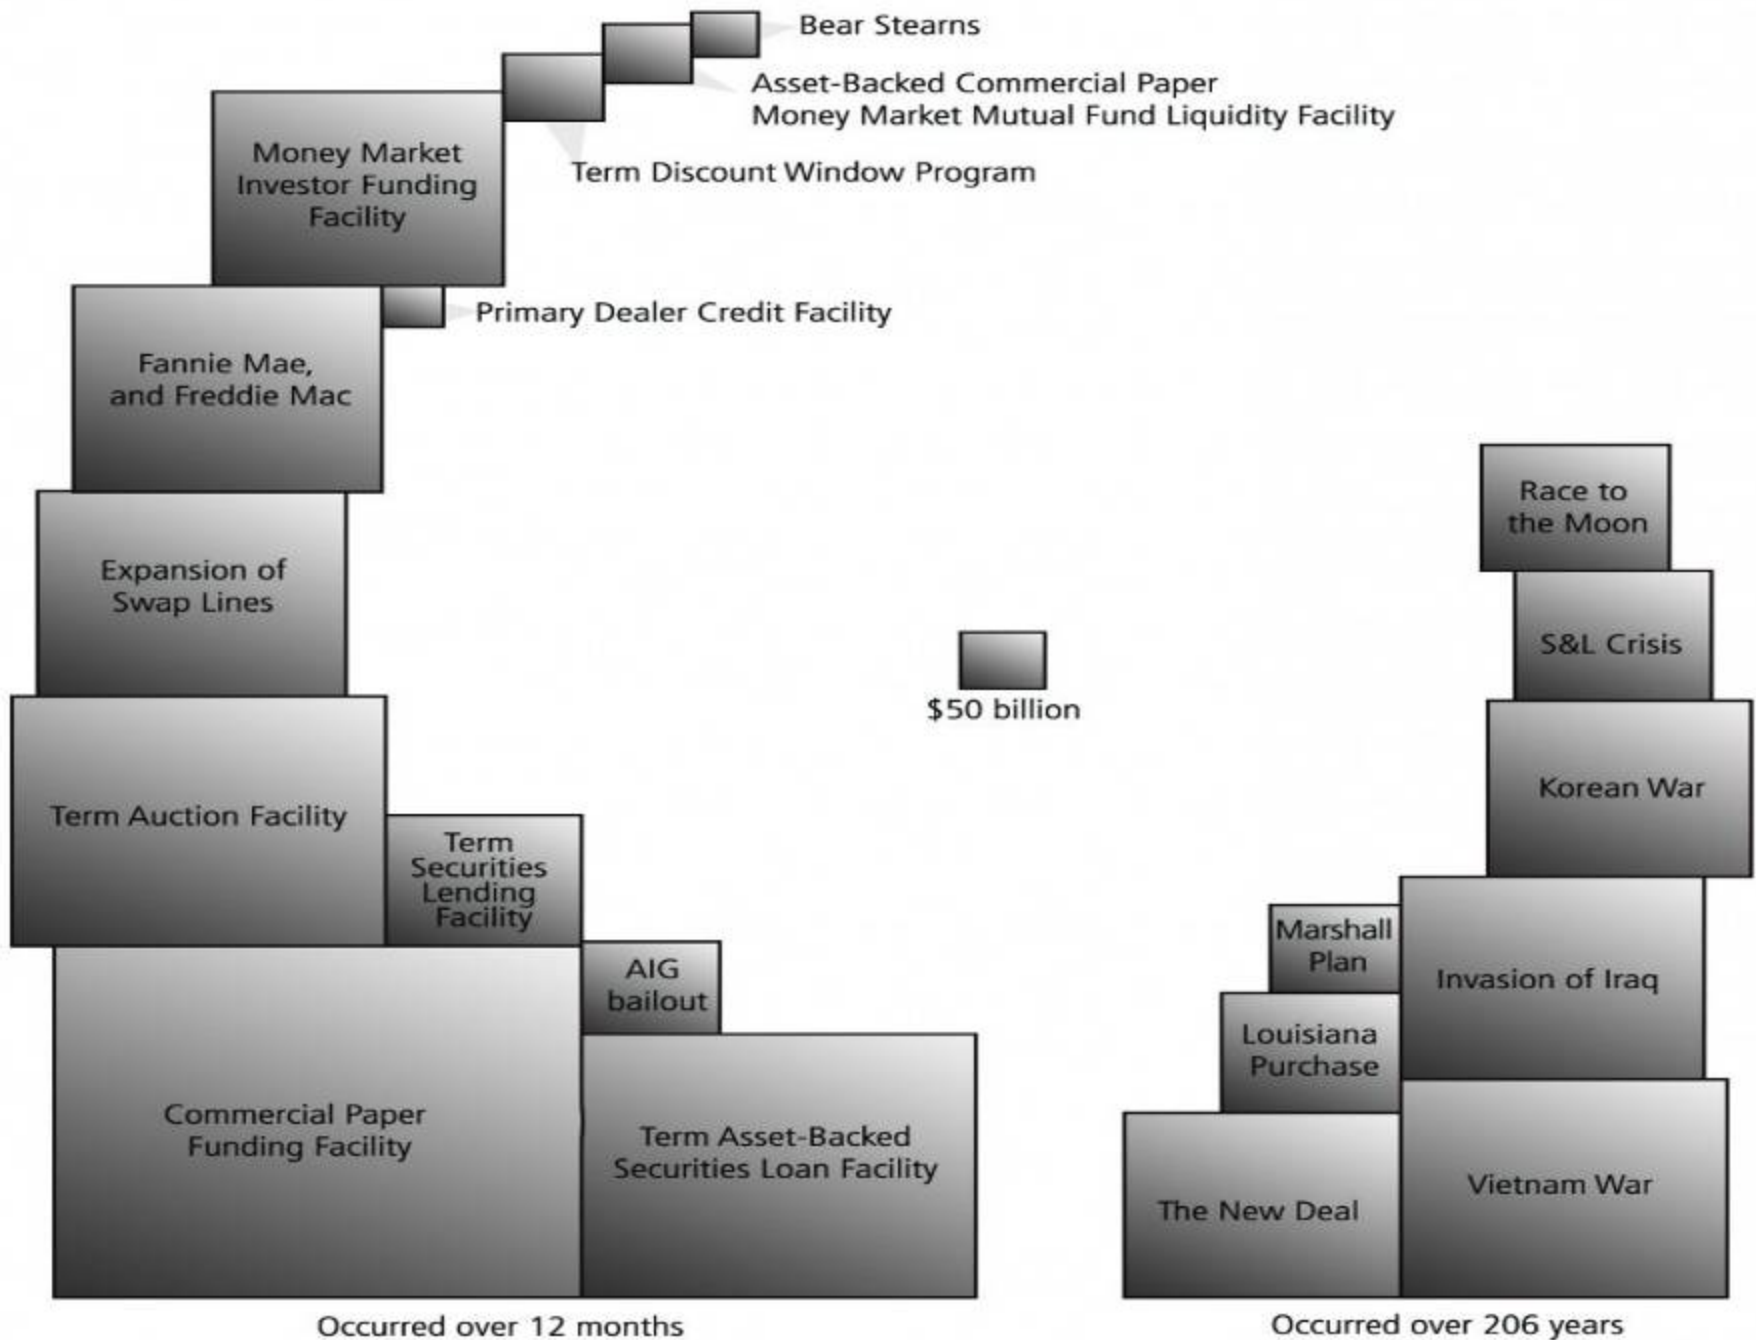 Bear Stearns
Asset-Backed Commercial Paper
Money Market Mutual Fund Liquidity Facility
Term Discount Window Program
Money Market
Investor Funding
Facility
Primary Dealer Credit Facility
Fannie Mae,
and Freddie Mac
Expansion of
Swap Lines
Term Auction Facility
Term
Securities
Lending
Facility
AIG
bailout
Commercial Paper
Funding Facility
Term Asset-Backed
Securities Loan Facility
Occurred over 12 months
$50 billion
Race to
the Moon
S&L Crisis
Korean War
Marshall
Plan
Invasion of Iraq
Louisiana
Purchase
The New Deal
Vietnam War
Occurred over 206 years